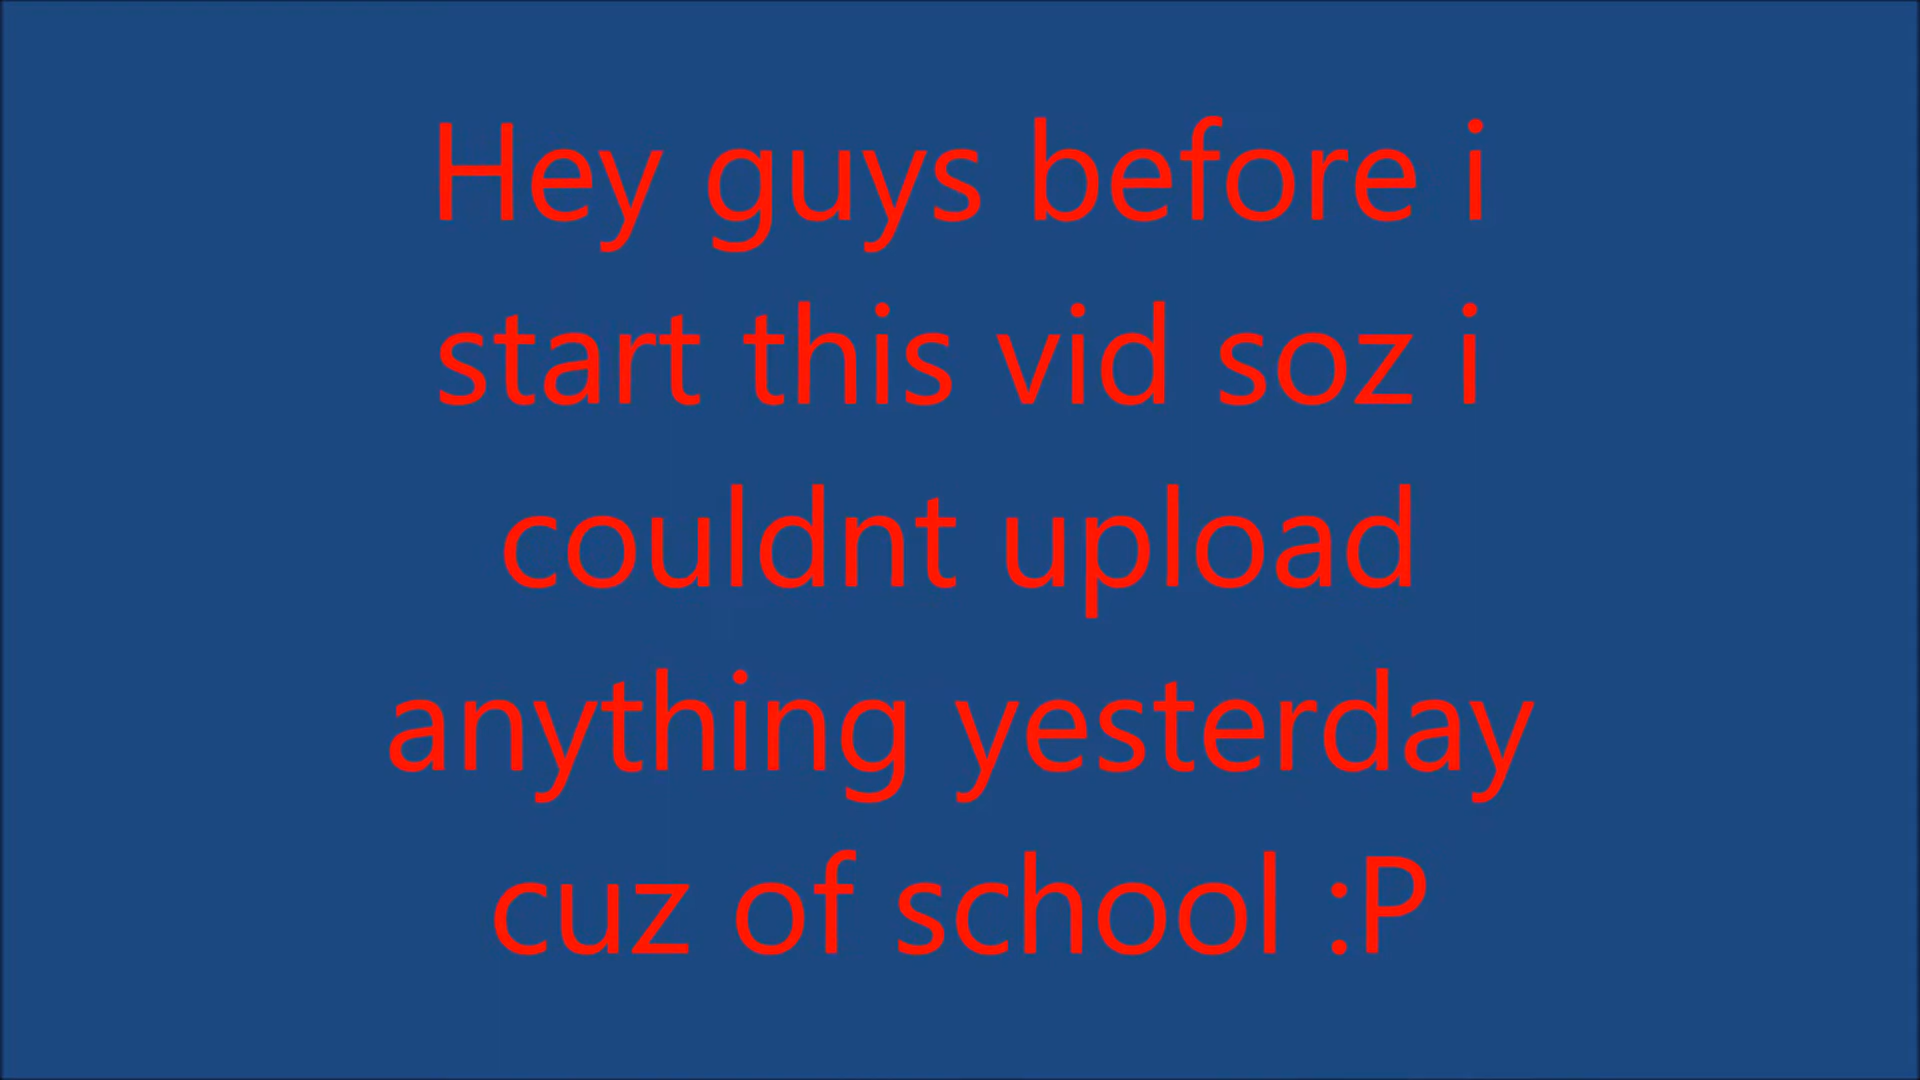 Hey guys before i
start this vid soz i
couldnt upload
anything yesterday
cuz of school :P